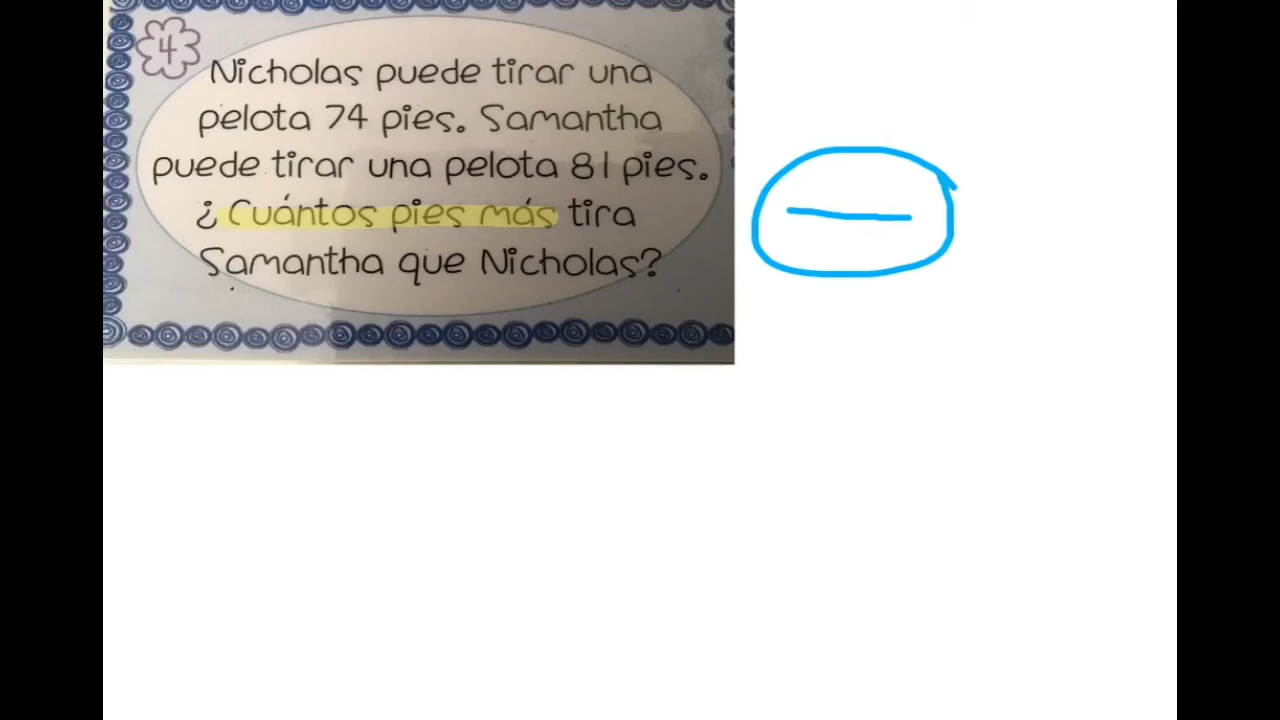 4
Nicholas puede tirar una
pelota 74 pies. Samantha
puede tirar una pelota 81 pies.
¿Cuántos pies más tira
Samantha que Nicholas?
—